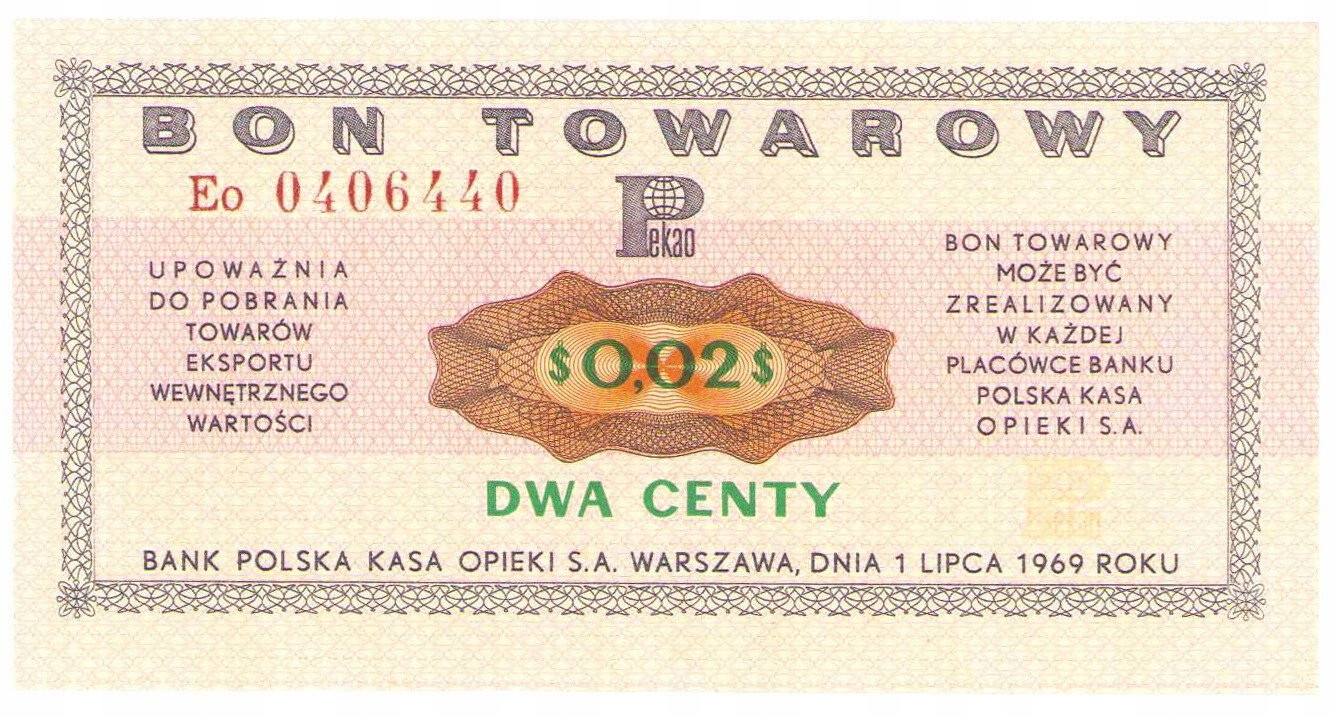 BON TOWAROWY
Eo 0406440
Pekao
UPOWAŻNIA
DO POBRANIA
TOWARÓW
EKSPORTU
WEWNĘTRZNEGO
WARTOŚCI
$0,02$
BON TOWAROWY
MOŻE BYĆ
ZREALIZOWANY
W KAŻDEJ
PLACÓWCE BANKU
POLSKA KASA
OPIEKI S.A.
DWA CENTY
BANK POLSKA KASA OPIEKI S.A. WARSZAWA, DNIA 1 LIPCA 1969 ROKU